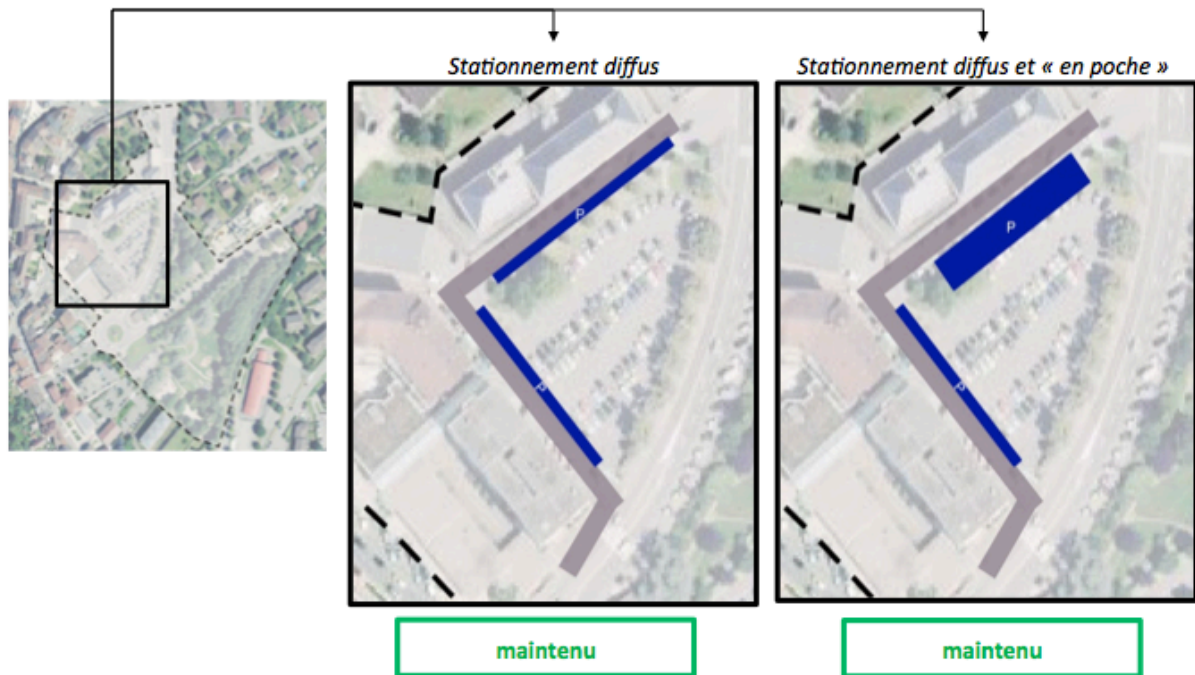 Stationnement diffus
Stationnement diffus et « en poche »
P
P
P
P
maintenu
maintenu